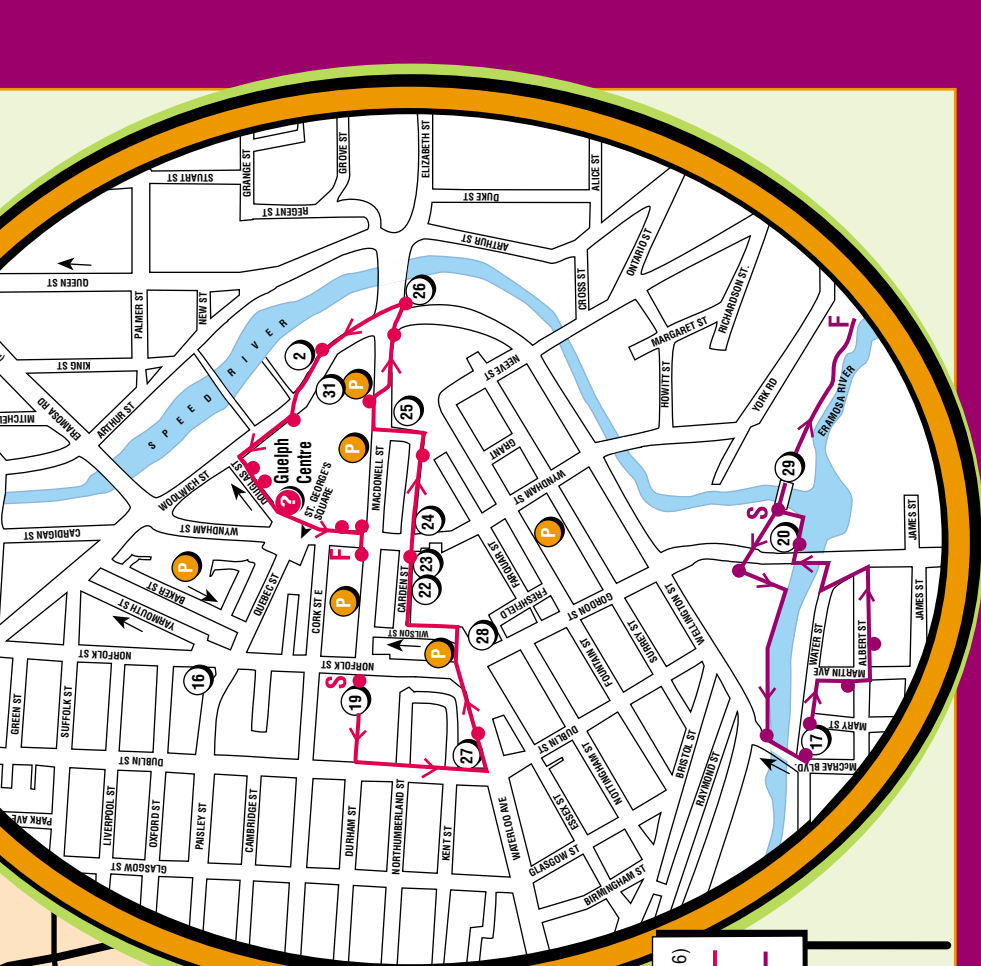 STUART ST
GRANGE ST
GROVE ST
ELIZABETH ST
ALICE ST
REGENT ST
DUKE ST
ARTHUR ST
ONTARIO ST
QUEEN ST
CROSS ST
RICHARDSON ST.
PALMER ST
NEW ST
26
F
MARGARET ST
KING ST
SPEED RIVER
2
NEEVE ST
HOWITT ST
YORK RD
ERAMOSA RIVER
MITCHEL
ERAMOSA RD
ARTHUR ST
31
P
25
GRANT
WOOLWICH ST
DOUGLAS ST
Guelph
Centre
P
MACDONELL ST
WYNDHAM ST
29
?
ST. GEORGE'S
SQUARE
S
CARDIGAN ST
WYNDHAM ST
24
P
20
JAMES ST
F
P
BAKER ST
QUEBEC ST
CORK ST E
P
CARDEN ST
23
22
FARQUAR ST
FRESHFIELD
GORDON ST
WELLINGTON ST
JAMES ST
YARMOUTH ST
WILSON ST
28
SURREY ST
WATER ST
ALBERT ST
NORFOLK ST
NORFOLK ST
P
FOUNTAIN ST
MARTIN AVE
16
S
19
GREEN ST
SUFFOLK ST
DUBLIN ST
27
DUBLIN ST
BRISTOL ST
17
MARY ST
McCRAE BLVD.
NOTTINGHAM ST
RAYMOND ST
PARK AVE
LIVERPOOL ST
OXFORD ST
PAISLEY ST
CAMBRIDGE ST
DURHAM ST
NORTHUMBERLAND ST
KENT ST
WATERLOO AVE
ESSEX ST
GLASGOW ST
GLASGOW ST
BIRMINGHAM ST
6)